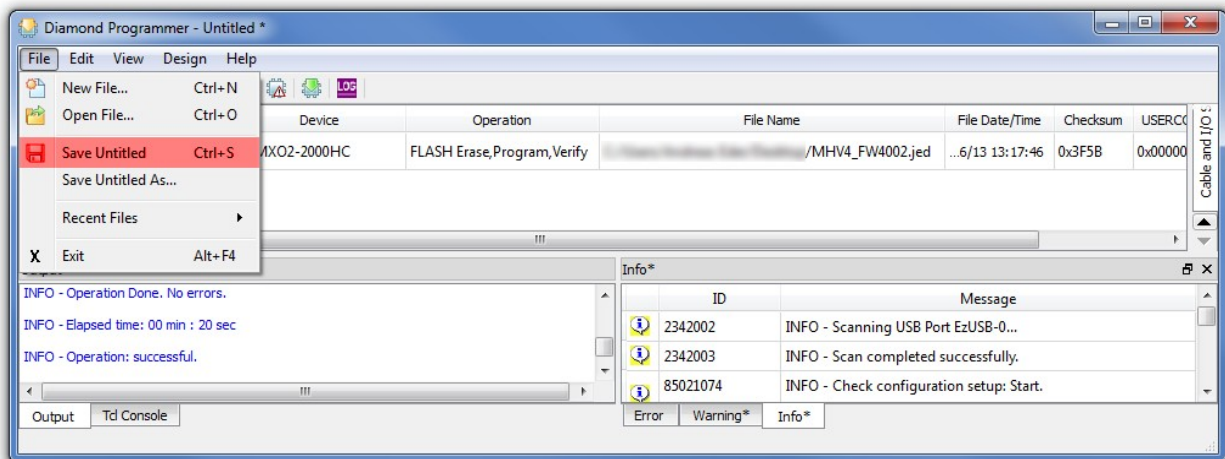 Diamond Programmer - Untitled *
File Edit View Design Help
New File... Ctrl+N
Open File... Ctrl+O
Save Untitled Ctrl+S
Save Untitled As...
Recent Files
X Exit Alt+F4
LOG
Device Operation File Name File Date/Time Checksum USERCO
MXO2-2000HC FLASH Erase,Program,Verify /MHV4_FW4002.jed ...6/13 13:17:46 0x3F5B 0x00000
Cable and I/O
INFO - Operation Done. No errors.
INFO - Elapsed time: 00 min : 20 sec
INFO - Operation: successful.
Output Tcl Console
Info*
ID Message
2342002 INFO - Scanning USB Port EzUSB-0...
2342003 INFO - Scan completed successfully.
85021074 INFO - Check configuration setup: Start.
Error Warning* Info*